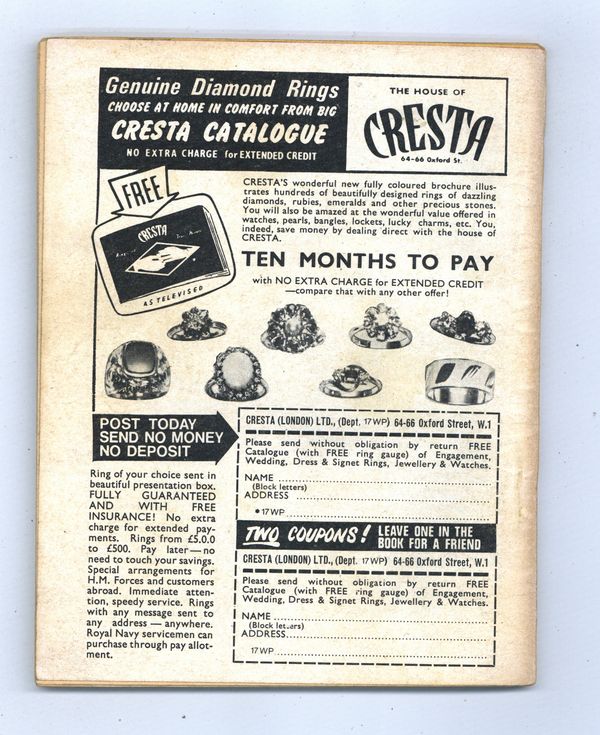 Genuine Diamond Rings
CHOOSE AT HOME IN COMFORT FROM BIG
CRESTA CATALOGUE
NO EXTRA CHARGE for EXTENDED CREDIT
THE HOUSE OF
CRESTA
64-66 Oxford St.
FREE
CRESTA
AS TELEVISED
CRESTA'S wonderful new fully coloured brochure illus-
trates hundreds of beautifully designed rings of dazzling
diamonds, rubies, emeralds and other precious stones.
You will also be amazed at the wonderful value offered in
watches, pearls, bangles, lockets, lucky charms, etc. You,
indeed, save money by dealing direct with the house of
CRESTA.
TEN MONTHS TO PAY
with NO EXTRA CHARGE for EXTENDED CREDIT
—compare that with any other offer!
POST TODAY
SEND NO MONEY
NO DEPOSIT
Ring of your choice sent in
beautiful presentation box.
FULLY GUARANTEED
AND WITH FREE
INSURANCE! No extra
charge for extended pay-
ments. Rings from £5.0.0
to £500. Pay later—no
need to touch your savings.
Special arrangements for
H.M. Forces and customers
abroad. Immediate atten-
tion, speedy service. Rings
with any message sent to
any address — anywhere.
Royal Navy servicemen can
purchase through pay allot-
ment.
CRESTA (LONDON) LTD., (Dept. 17WP) 64-66 Oxford Street, W.1
Please send without obligation by return FREE
Catalogue (with FREE ring gauge) of Engagement,
Wedding, Dress & Signet Rings, Jewellery & Watches.
NAME
(Block letters)
ADDRESS
• 17WP
TWO COUPONS! LEAVE ONE IN THE
BOOK FOR A FRIEND
CRESTA (LONDON) LTD., (Dept. 17WP) 64-66 Oxford Street, W.1
Please send without obligation by return FREE
Catalogue (with FREE ring gauge) of Engagement,
Wedding, Dress & Signet Rings, Jewellery & Watches.
NAME
(Block letters)
ADDRESS
17WP